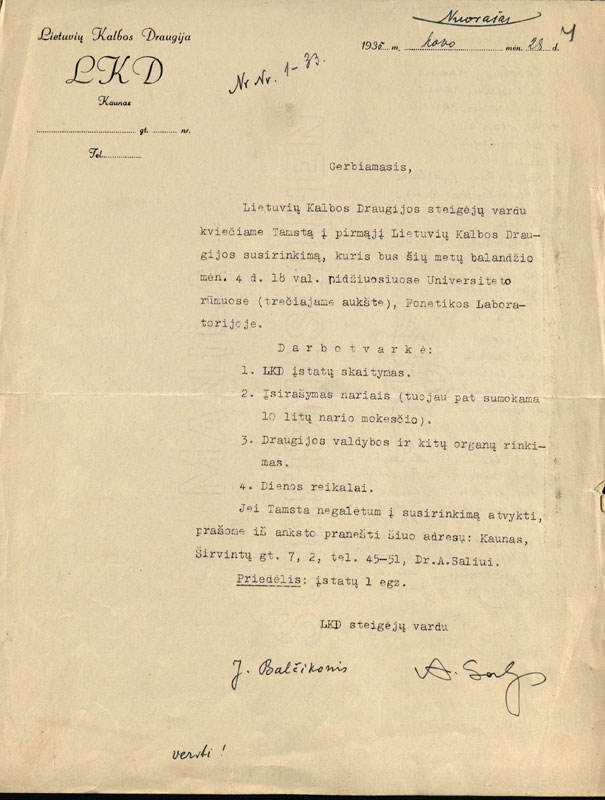 Nuorašas
Lietuvių Kalbos Draugija
LKD
Kaunas
gt. nr.
Tel.
1935 m. kovo mėn. 28 d.
Nr Nr. 1-33.
Gerbiamasis,
Lietuvių Kalbos Draugijos steigėjų vardu
kviečiame Tamstą į pirmąjį Lietuvių Kalbos Drau-
gijos susirinkimą, kuris bus šių metų balandžio
mėn. 4 d. 18 val. pidžiuosiuose Universiteto
rūmuose (trečiajame aukšte), Fonetikos Labora-
torijoje.
D a r b o t v a r k ė :
1. LKD įstatų skaitymas.
2. Įsirašymas nariais (tuojau pat sumokama
10 litų nario mokesčio).
3. Draugijos valdybos ir kitų organų rinki-
mas.
4. Dienos reikalai.
Jei Tamsta negalėtum į susirinkimą atvykti,
prašome iš anksto pranešti šiuo adresu: Kaunas,
Širvintų gt. 7, 2, tel. 45-51, Dr.A.Saliui.
Priedėlis: įstatų 1 egz.
LKD steigėjų vardu
J. Balčikonis
versti!